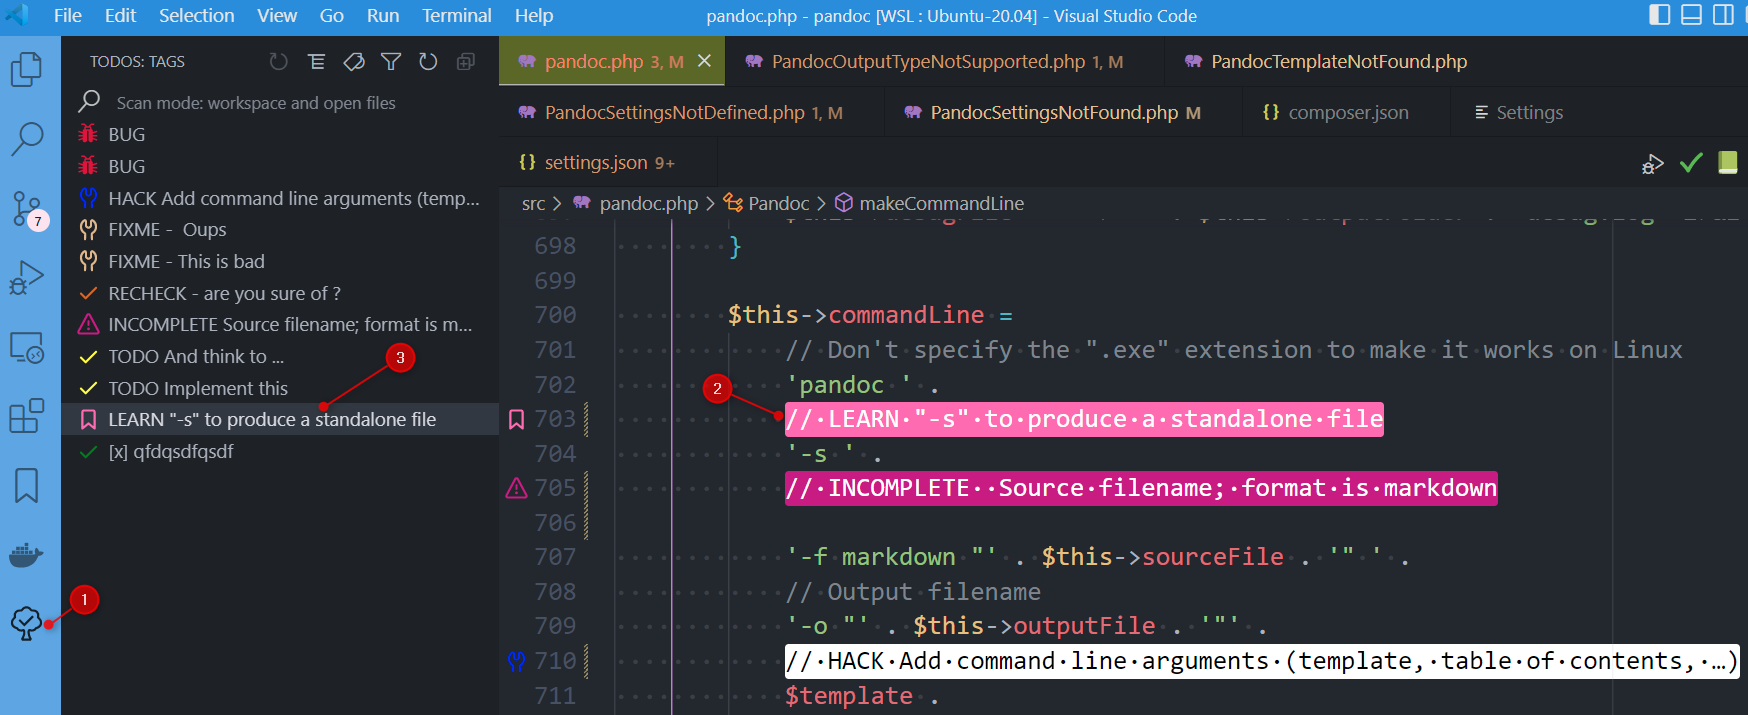 File Edit Selection View Go Run Terminal Help pandoc.php - pandoc [WSL : Ubuntu-20.04] - Visual Studio Code
TODOS: TAGS
Scan mode: workspace and open files
BUG
BUG
HACK Add command line arguments (temp...
FIXME - Oups
FIXME - This is bad
RECHECK - are you sure of ?
INCOMPLETE Source filename; format is m...
TODO And think to ...
3
TODO Implement this
LEARN "-s" to produce a standalone file
[x] qfdqsdfqsdf
7
1
pandoc.php 3, M
PandocOutputTypeNotSupported.php 1, M
PandocTemplateNotFound.php
PandocSettingsNotDefined.php 1, M
PandocSettingsNotFound.php M
{} composer.json
Settings
{} settings.json 9+
src > pandoc.php > Pandoc > makeCommandLine
698 }
699
700 $this->commandLine =
701 // Don't specify the ".exe" extension to make it works on Linux
702 'pandoc ' .
2
703 // LEARN "-s" to produce a standalone file
704 '-s ' .
705 // INCOMPLETE  Source filename; format is markdown
706
707 '-f markdown "' . $this->sourceFile . '" ' .
708 // Output filename
709 '-o "' . $this->outputFile . '"' .
710 // HACK Add command line arguments (template, table of contents, …)
711 $template .